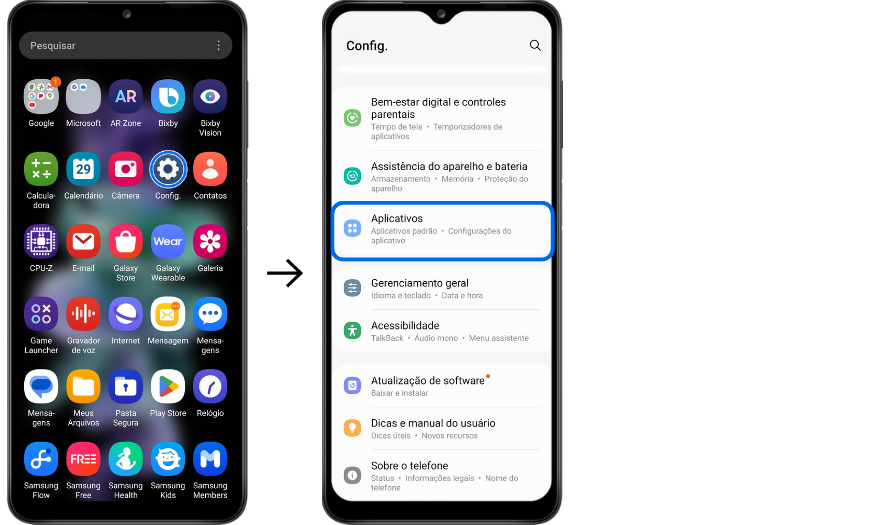 Pesquisar
1
Google
Microsoft
AR
AR Zone
Bixby
Bixby
Vision
29
Calcula-
dora
Calendário
Câmera
Config.
Contatos
Wear
CPU-Z
E-mail
Galaxy
Store
Galaxy
Wearable
Galeria
Game
Launcher
Gravador
de voz
Internet
Mensagem
Mensa-
gens
Mensa-
gens
Meus
Arquivos
Pasta
Segura
Play Store
Relógio
FREE
Samsung
Flow
Samsung
Free
Samsung
Health
Samsung
Kids
Samsung
Members
Config.
Bem-estar digital e controles
parentais
Tempo de tela • Temporizadores de
aplicativos
Assistência do aparelho e bateria
Armazenamento • Memória • Proteção do
aparelho
Aplicativos
Aplicativos padrão • Configurações do
aplicativo
Gerenciamento geral
Idioma e teclado • Data e hora
Acessibilidade
TalkBack • Áudio mono • Menu assistente
Atualização de software
Baixar e instalar
Dicas e manual do usuário
Dicas úteis • Novos recursos
Sobre o telefone
Status • Informações legais • Nome do
telefone